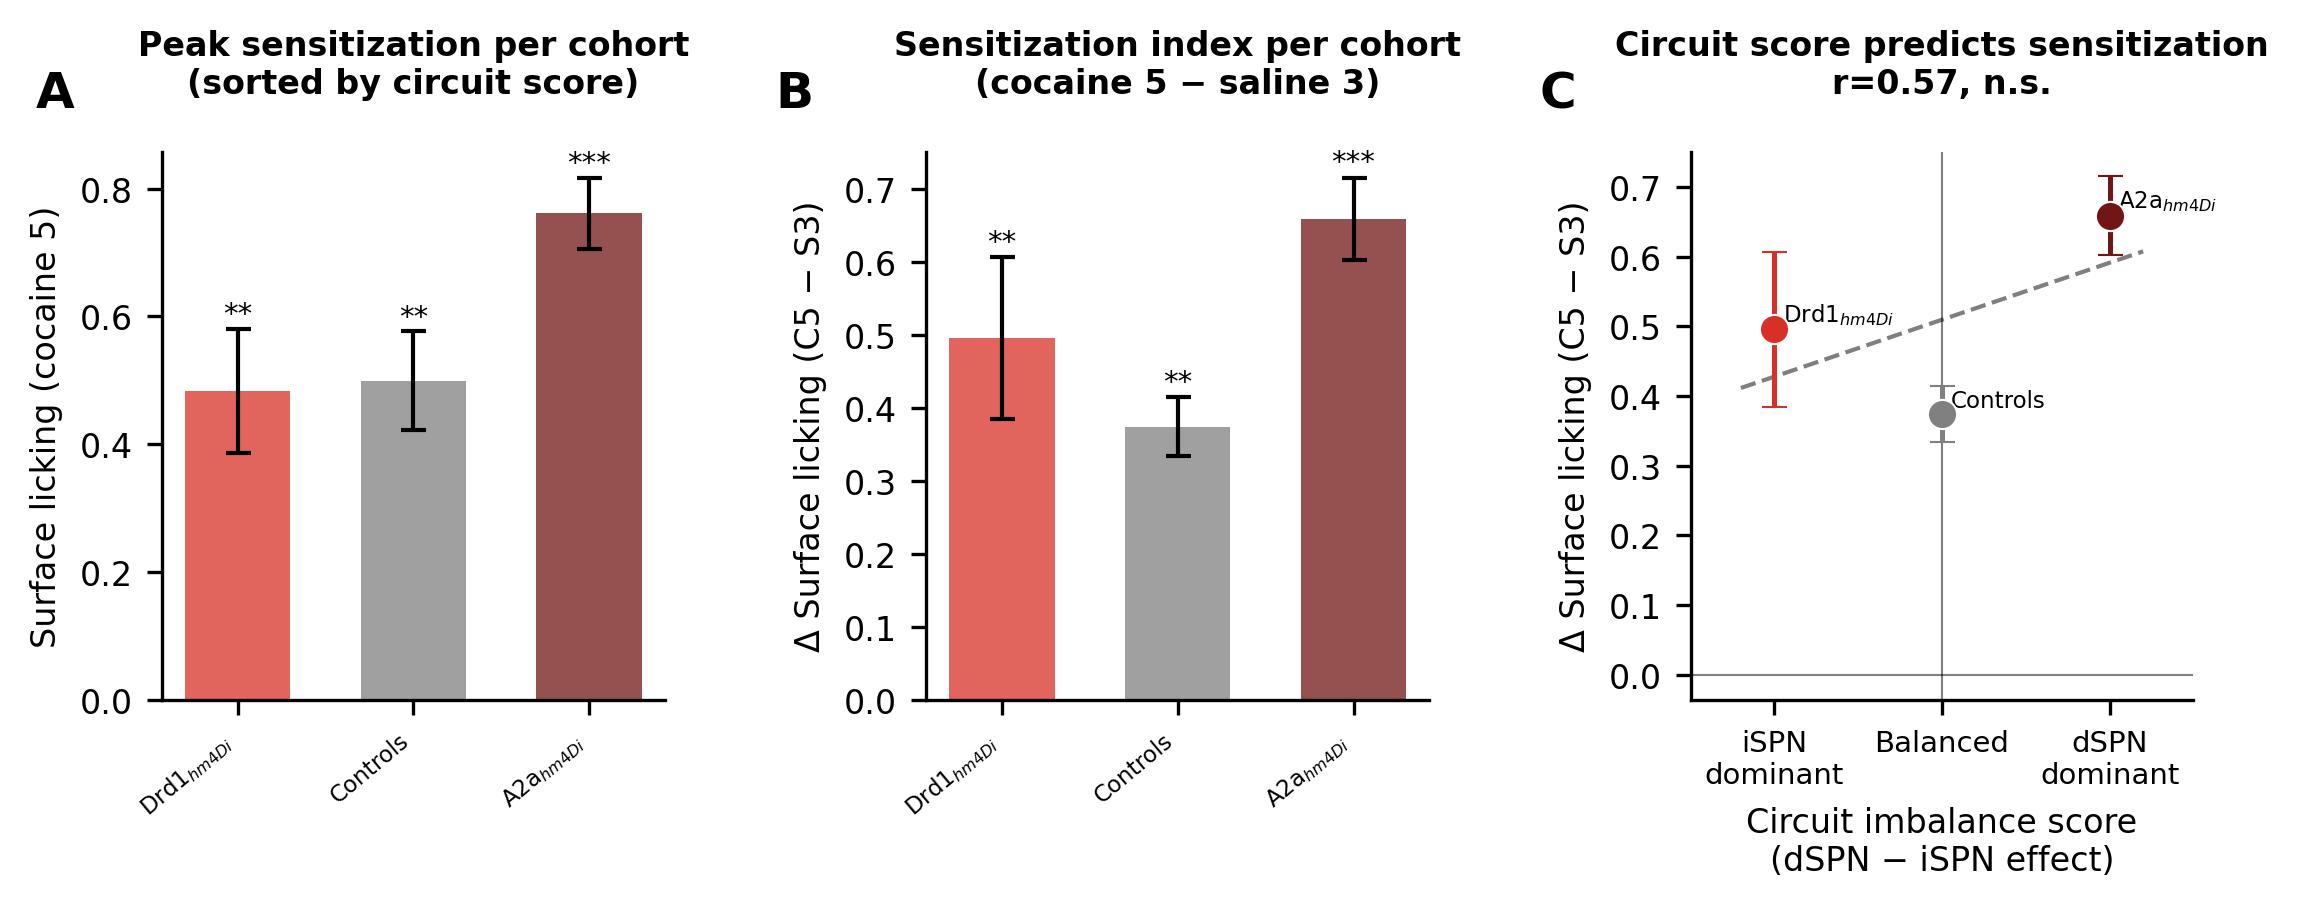 A
Peak sensitization per cohort
(sorted by circuit score)
Surface licking (cocaine 5)
0.8
0.6
0.4
0.2
0.0
**
**
***
Drd1hm4Di
Controls
A2ahm4Di
B
Sensitization index per cohort
(cocaine 5 − saline 3)
Δ Surface licking (C5 − S3)
0.7
0.6
0.5
0.4
0.3
0.2
0.1
0.0
**
**
***
Drd1hm4Di
Controls
A2ahm4Di
C
Circuit score predicts sensitization
r=0.57, n.s.
Δ Surface licking (C5 − S3)
0.7
0.6
0.5
0.4
0.3
0.2
0.1
0.0
A2ahm4Di
Drd1hm4Di
Controls
iSPN
dominant
Balanced
dSPN
dominant
Circuit imbalance score
(dSPN − iSPN effect)